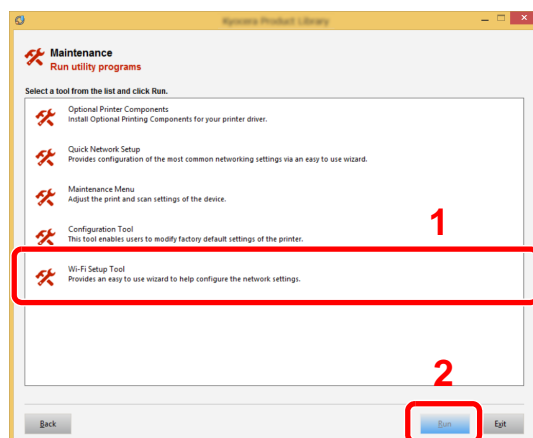 Kyocera Product Library
Maintenance
Run utility programs
Select a tool from the list and click Run.
Optional Printer Components
Install Optional Printing Components for your printer driver.
Quick Network Setup
Provides configuration of the most common networking settings via an easy to use wizard.
Maintenance Menu
Adjust the print and scan settings of the device.
1
Configuration Tool
This tool enables users to modify factory default settings of the printer.
Wi-Fi Setup Tool
Provides an easy to use wizard to help configure the network settings.
2
Back
Run
Exit